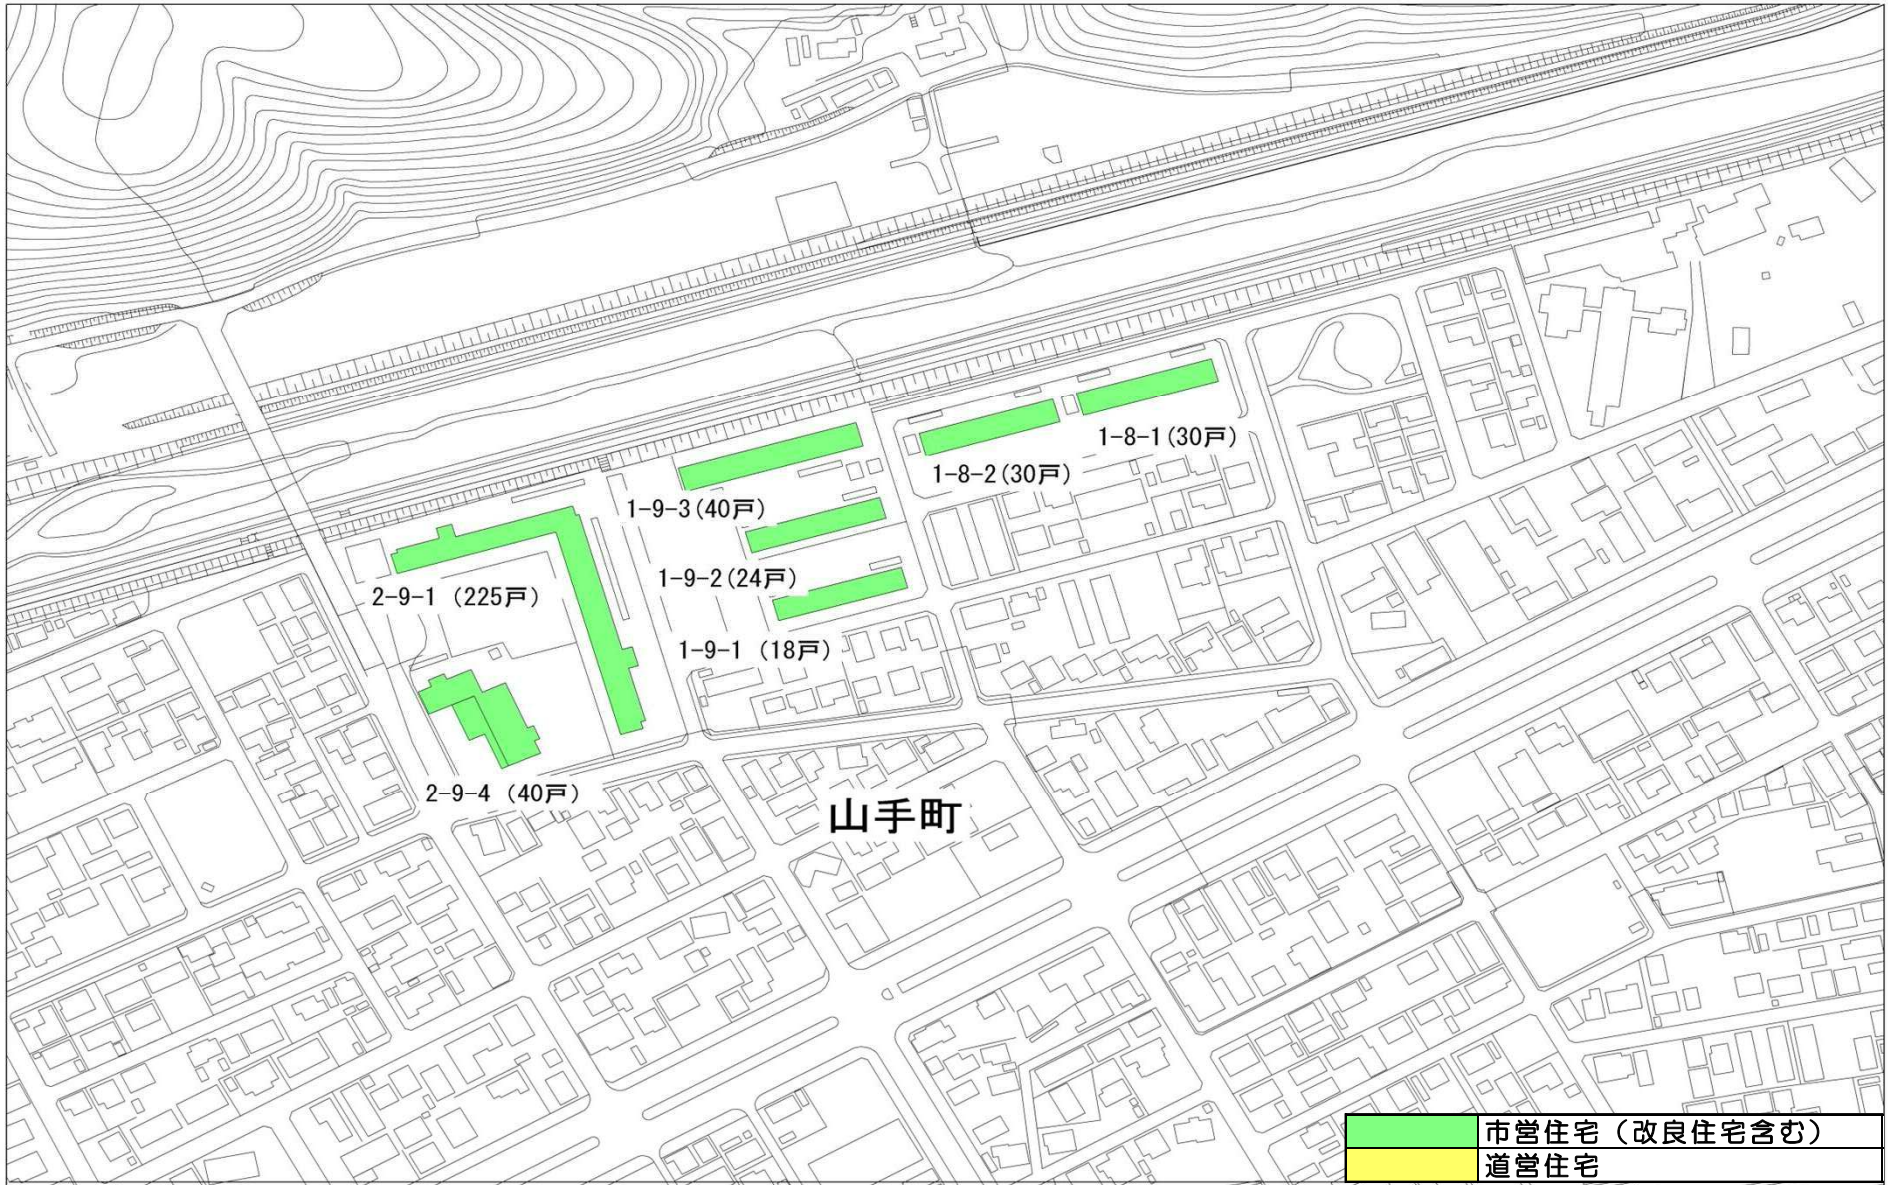 1-8-1(30戸)
1-8-2(30戸)
1-9-3(40戸)
1-9-2(24戸)
2-9-1 (225戸)
1-9-1 (18戸)
2-9-4 (40戸)
山手町
市営住宅（改良住宅含む）
道営住宅